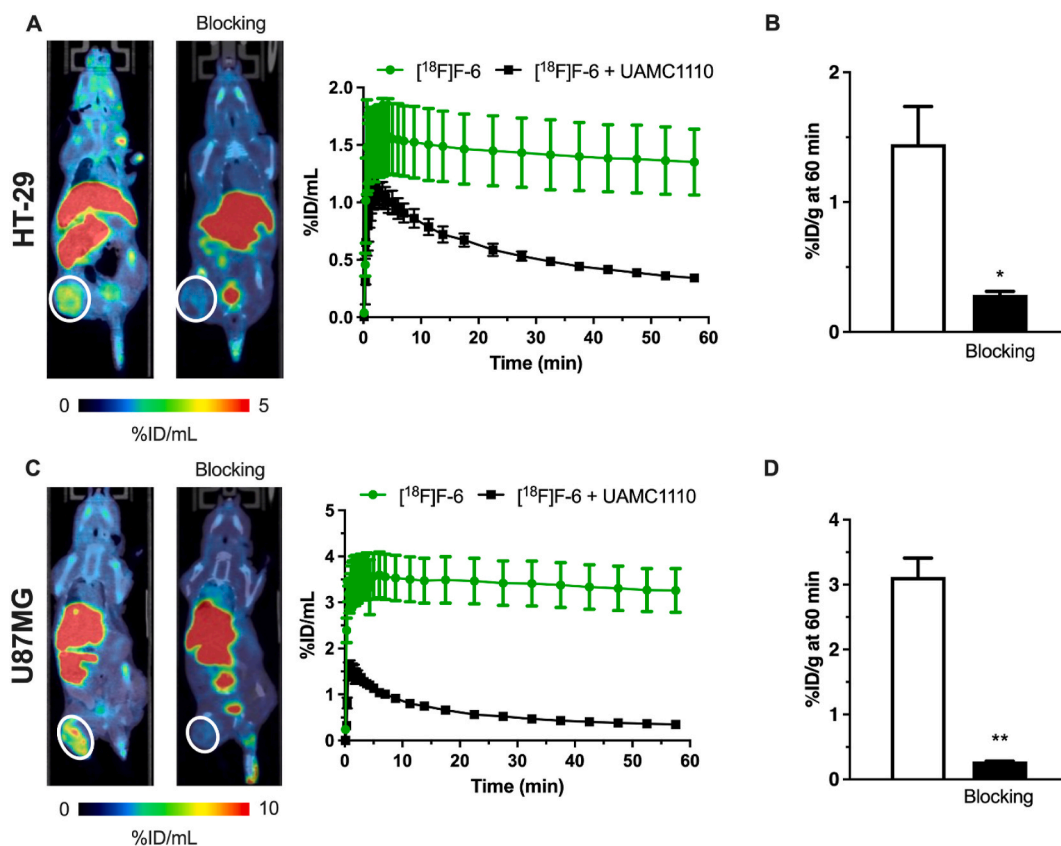 A
Blocking
HT-29
0
5
%ID/mL
[¹⁸F]F-6
[¹⁸F]F-6 + UAMC1110
%ID/mL
2.0
1.5
1.0
0.5
0.0
0 10 20 30 40 50 60
Time (min)
B
%ID/g at 60 min
2
1
0
*
Blocking
C
Blocking
U87MG
0
10
%ID/mL
[¹⁸F]F-6
[¹⁸F]F-6 + UAMC1110
%ID/mL
5
4
3
2
1
0
0 10 20 30 40 50 60
Time (min)
D
%ID/g at 60 min
4
3
2
1
0
**
Blocking